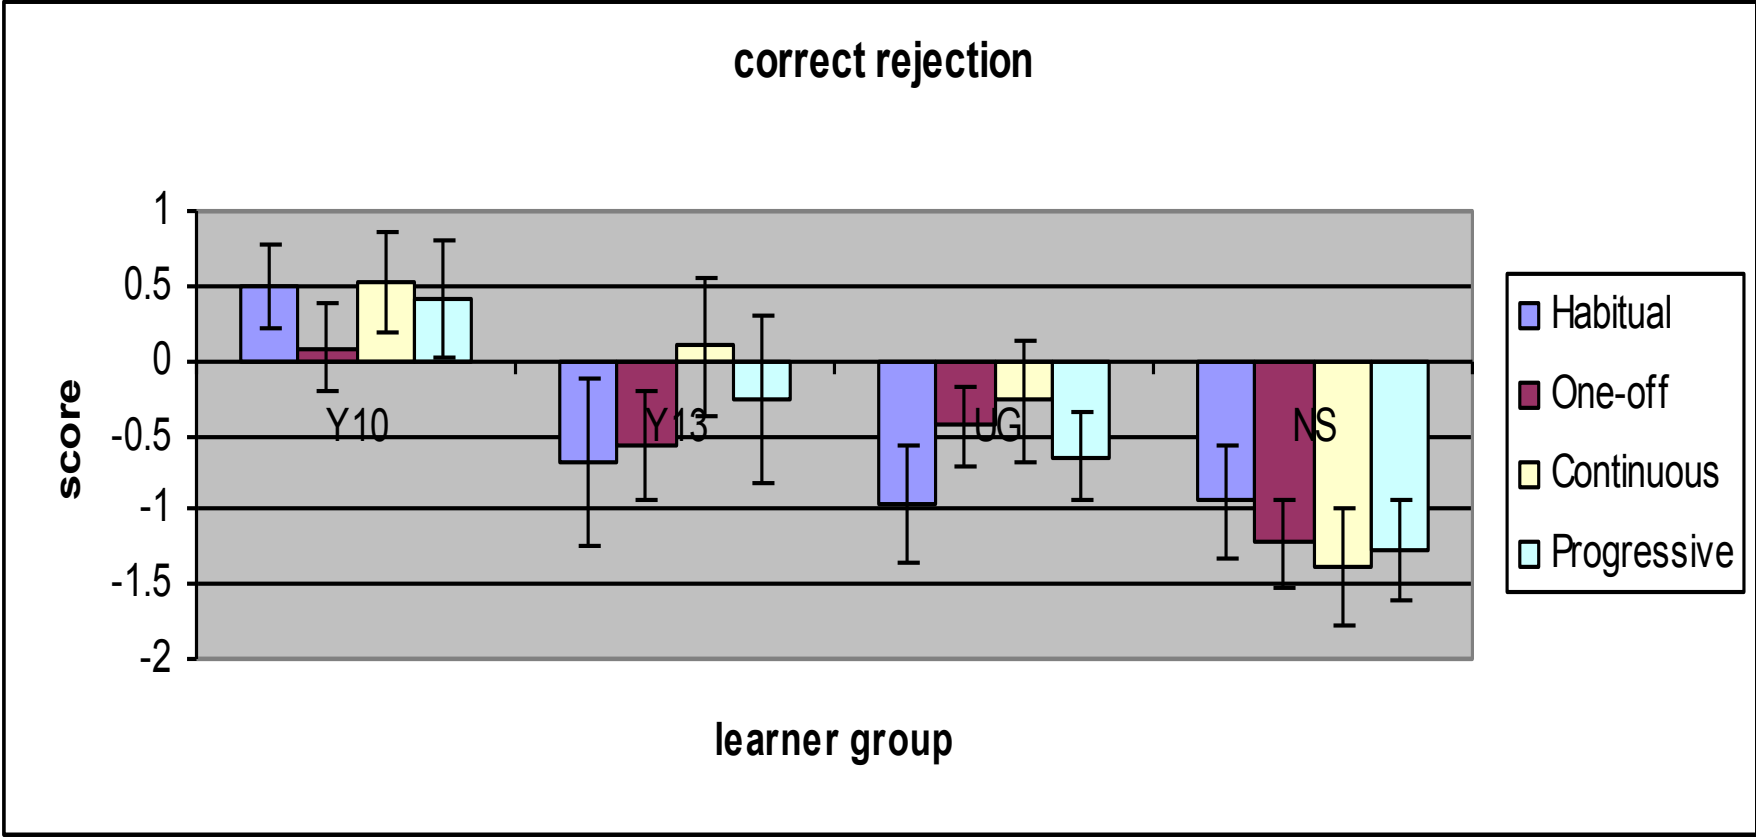 correct rejection
1
0.5
0
-0.5
-1
-1.5
-2
score
Y10
Y13
UG
NS
learner group
Habitual
One-off
Continuous
Progressive